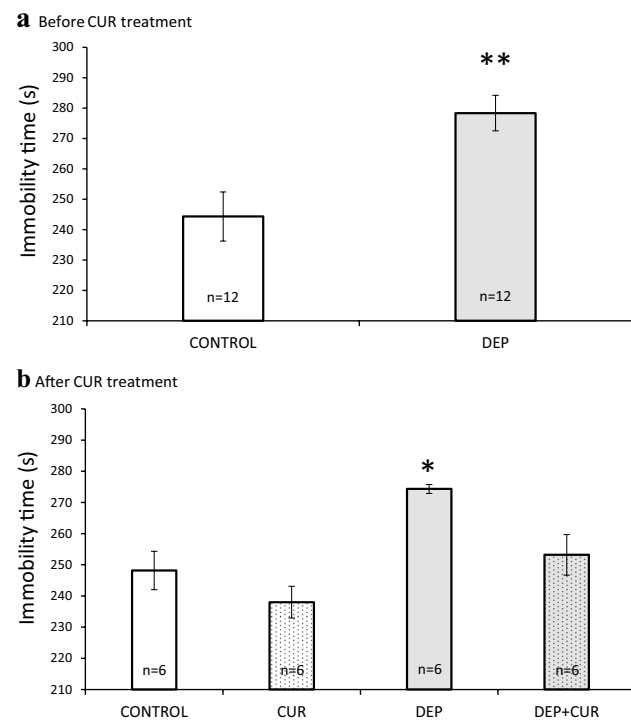 a Before CUR treatment
300
290
280
270
260
250
240
230
220
210
Immobility time (s)
**
n=12
n=12
CONTROL DEP
b After CUR treatment
300
290
280
270
260
250
240
230
220
210
Immobility time (s)
*
n=6 n=6 n=6 n=6
CONTROL CUR DEP DEP+CUR